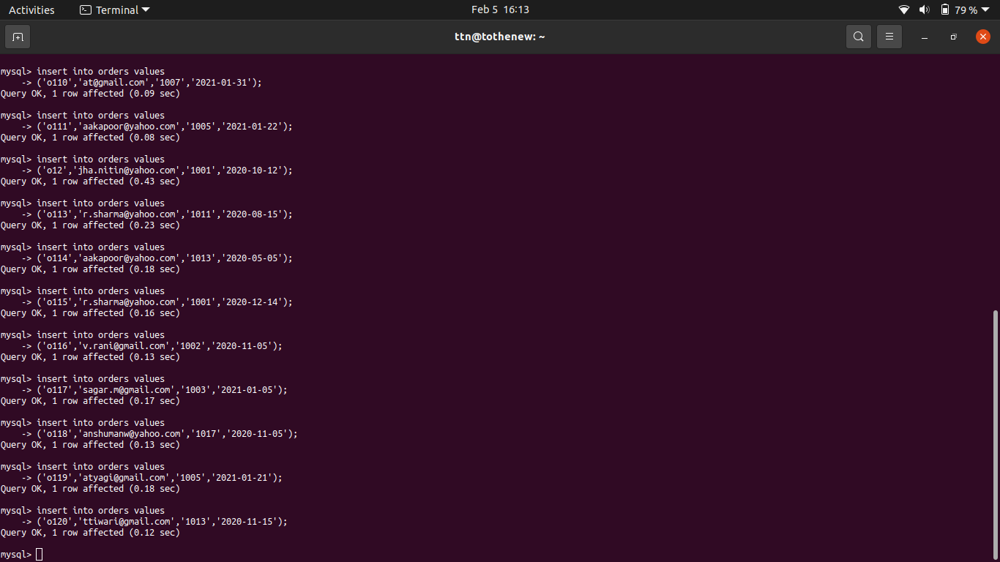 Activities Terminal Feb 5 16:13 79 %
ttn@tothenew: ~
mysql> insert into orders values
    -> ('o110','at@gmail.com','1007','2021-01-31');
Query OK, 1 row affected (0.09 sec)
mysql> insert into orders values
    -> ('o111','aakapoor@yahoo.com','1005','2021-01-22');
Query OK, 1 row affected (0.08 sec)
mysql> insert into orders values
    -> ('o12','jha.nitin@yahoo.com','1001','2020-10-12');
Query OK, 1 row affected (0.43 sec)
mysql> insert into orders values
    -> ('o113','r.sharma@yahoo.com','1011','2020-08-15');
Query OK, 1 row affected (0.23 sec)
mysql> insert into orders values
    -> ('o114','aakapoor@yahoo.com','1013','2020-05-05');
Query OK, 1 row affected (0.18 sec)
mysql> insert into orders values
    -> ('o115','r.sharma@yahoo.com','1001','2020-12-14');
Query OK, 1 row affected (0.16 sec)
mysql> insert into orders values
    -> ('o116','v.rani@gmail.com','1002','2020-11-05');
Query OK, 1 row affected (0.13 sec)
mysql> insert into orders values
    -> ('o117','sagar.m@gmail.com','1003','2021-01-05');
Query OK, 1 row affected (0.17 sec)
mysql> insert into orders values
    -> ('o118','anshumanw@yahoo.com','1017','2020-11-05');
Query OK, 1 row affected (0.13 sec)
mysql> insert into orders values
    -> ('o119','atyagi@gmail.com','1005','2021-01-21');
Query OK, 1 row affected (0.18 sec)
mysql> insert into orders values
    -> ('o120','ttiwari@gmail.com','1013','2020-11-15');
Query OK, 1 row affected (0.12 sec)
mysql>